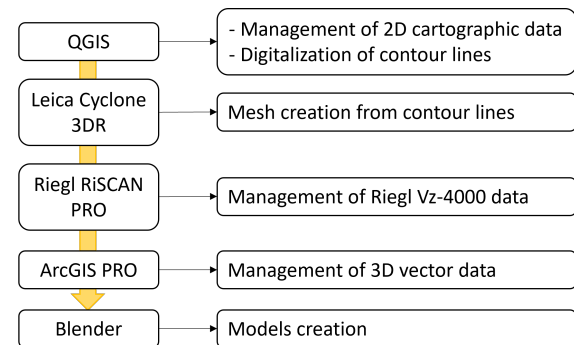 QGIS
- Management of 2D cartographic data
- Digitalization of contour lines
Leica Cyclone
3DR
Mesh creation from contour lines
Riegl RiSCAN
PRO
Management of Riegl Vz-4000 data
ArcGIS PRO
Management of 3D vector data
Blender
Models creation